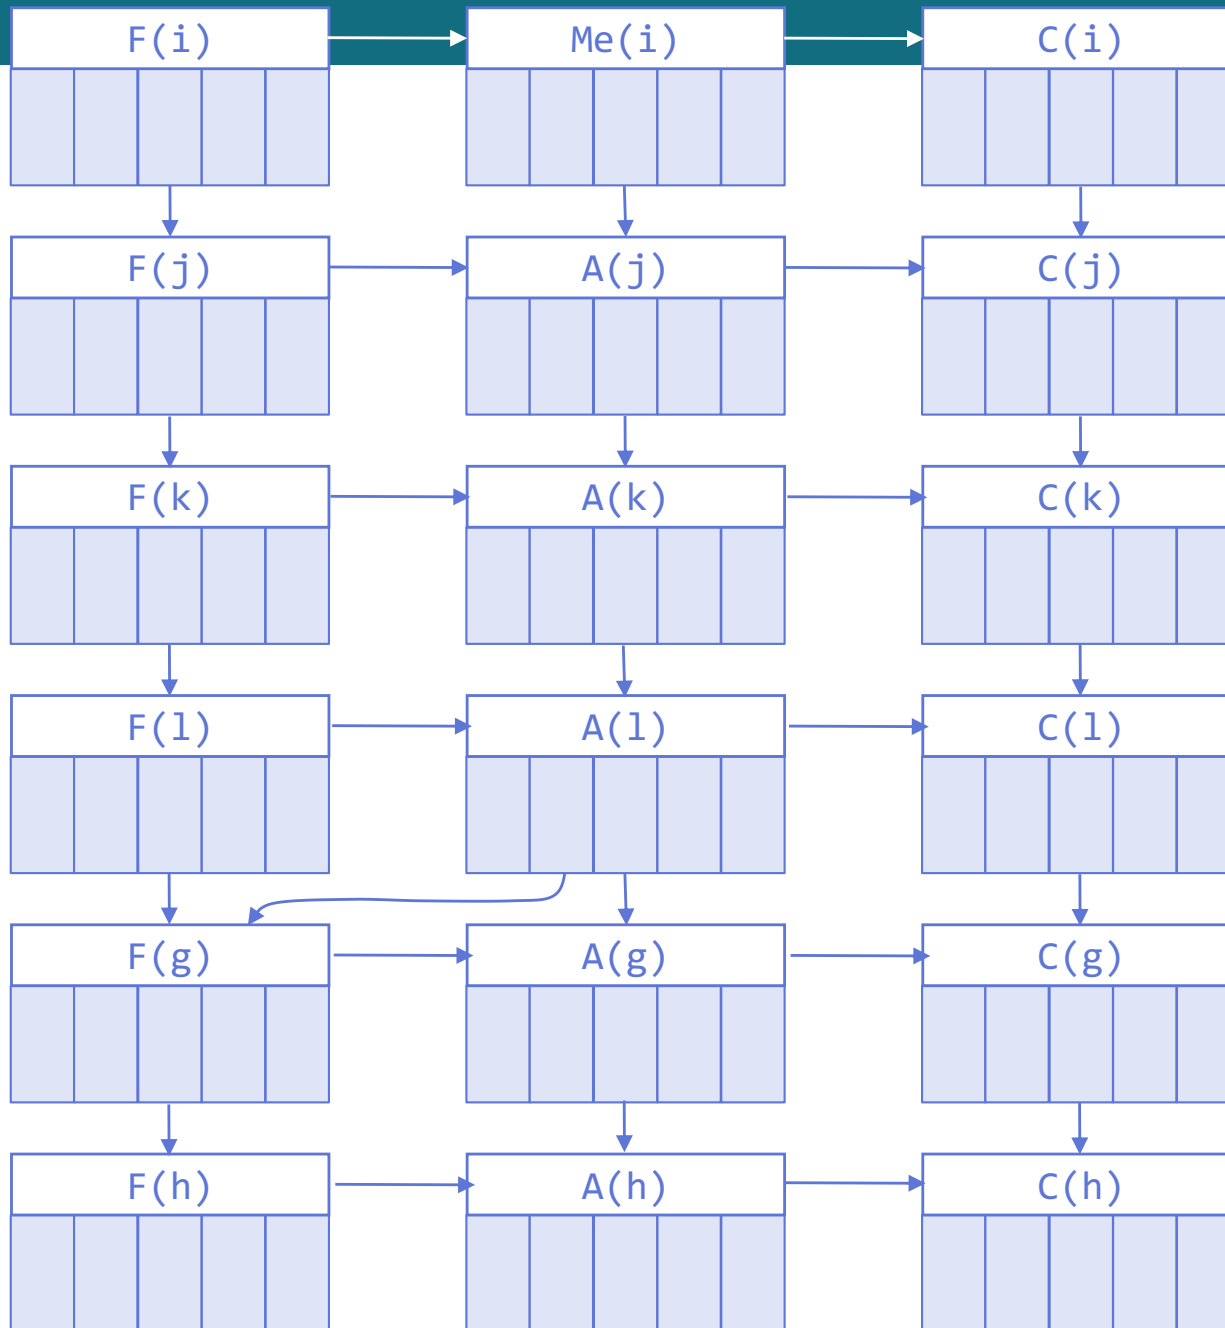 F(i) Me(i) C(i)
F(j) A(j) C(j)
F(k) A(k) C(k)
F(l) A(l) C(l)
F(g) A(g) C(g)
F(h) A(h) C(h)